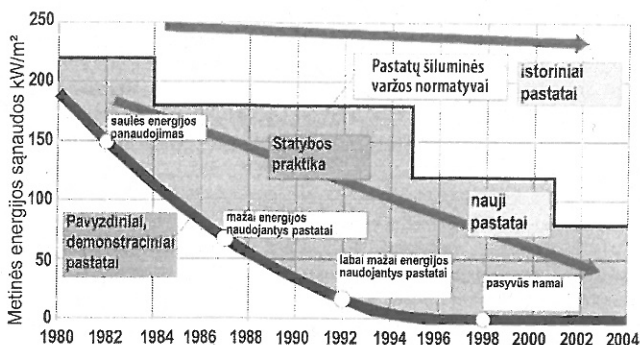 Metinės energijos sąnaudos kW/m²
250
200
150
100
50
0
1980 1982 1984 1986 1988 1990 1992 1994 1996 1998 2000 2002 2004
Pastatų šiluminės
varžos normatyvai
istoriniai
pastatai
saulės energijos
panaudojimas
Statybos
praktika
nauji
pastatai
Pavyzdiniai,
demonstraciniai
pastatai
mažai energijos
naudojantys pastatai
labai mažai energijos
naudojantys pastatai
pasyvūs namai